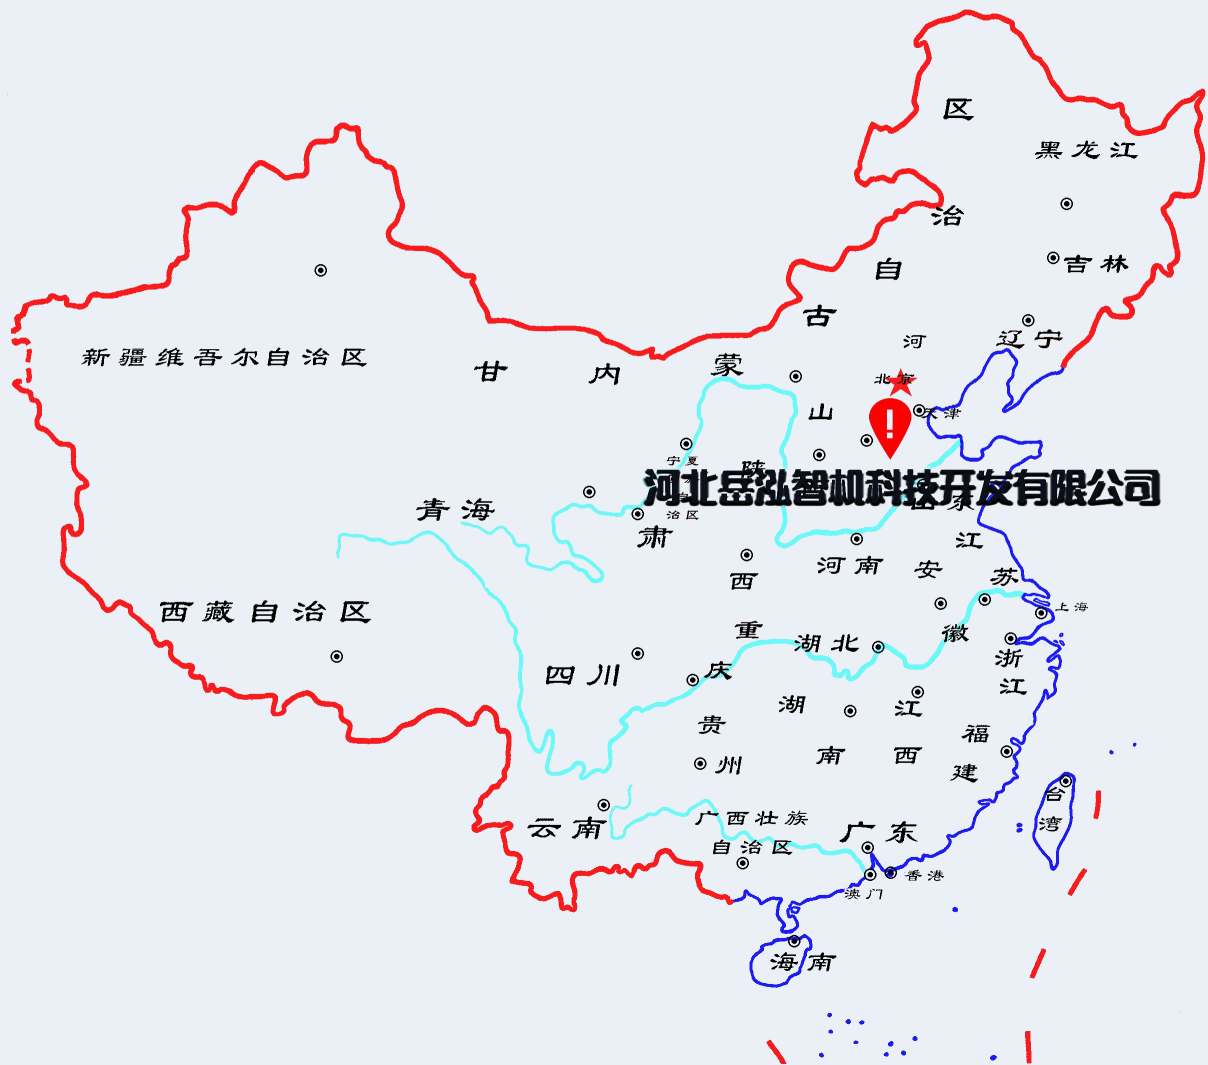 区
黑龙江
治
吉林
自
古
辽宁
河
新疆维吾尔自治区
甘
内
蒙
北京
山
天津
宁夏
陕
河北岳泓智机科技开发有限公司
自
治区
青海
肃
江
河南
安
苏
西
西藏自治区
上海
重
湖北
徽
浙
四川
庆
江
湖
江
贵
福
州
南
西
建
台
湾
云南
广西壮族
广东
自治区
香港
澳门
海南